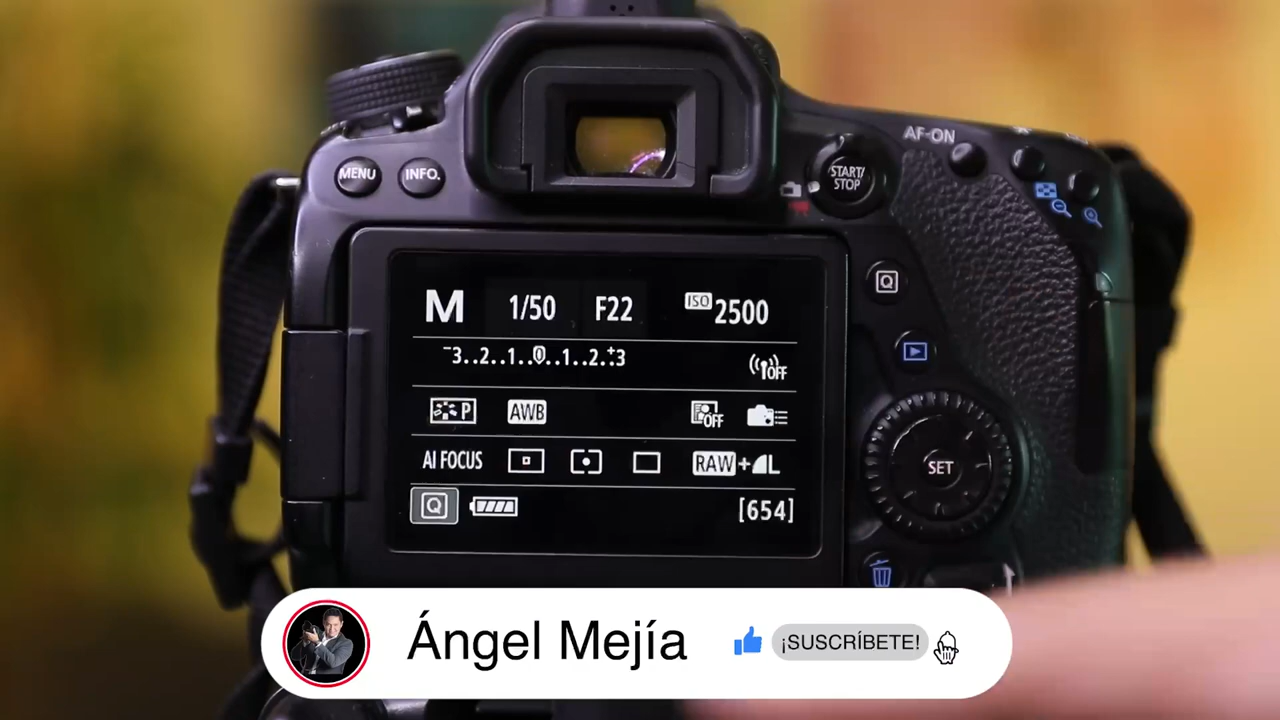 AF-ON
MENU INFO. START/
STOP
Q
M 1/50 F22 ISO 2500
-3..2..1..0..1..2..+3 OFF
P AWB OFF
AI FOCUS RAW+L
SET
Q [654]
Ángel Mejía ¡SUSCRÍBETE!